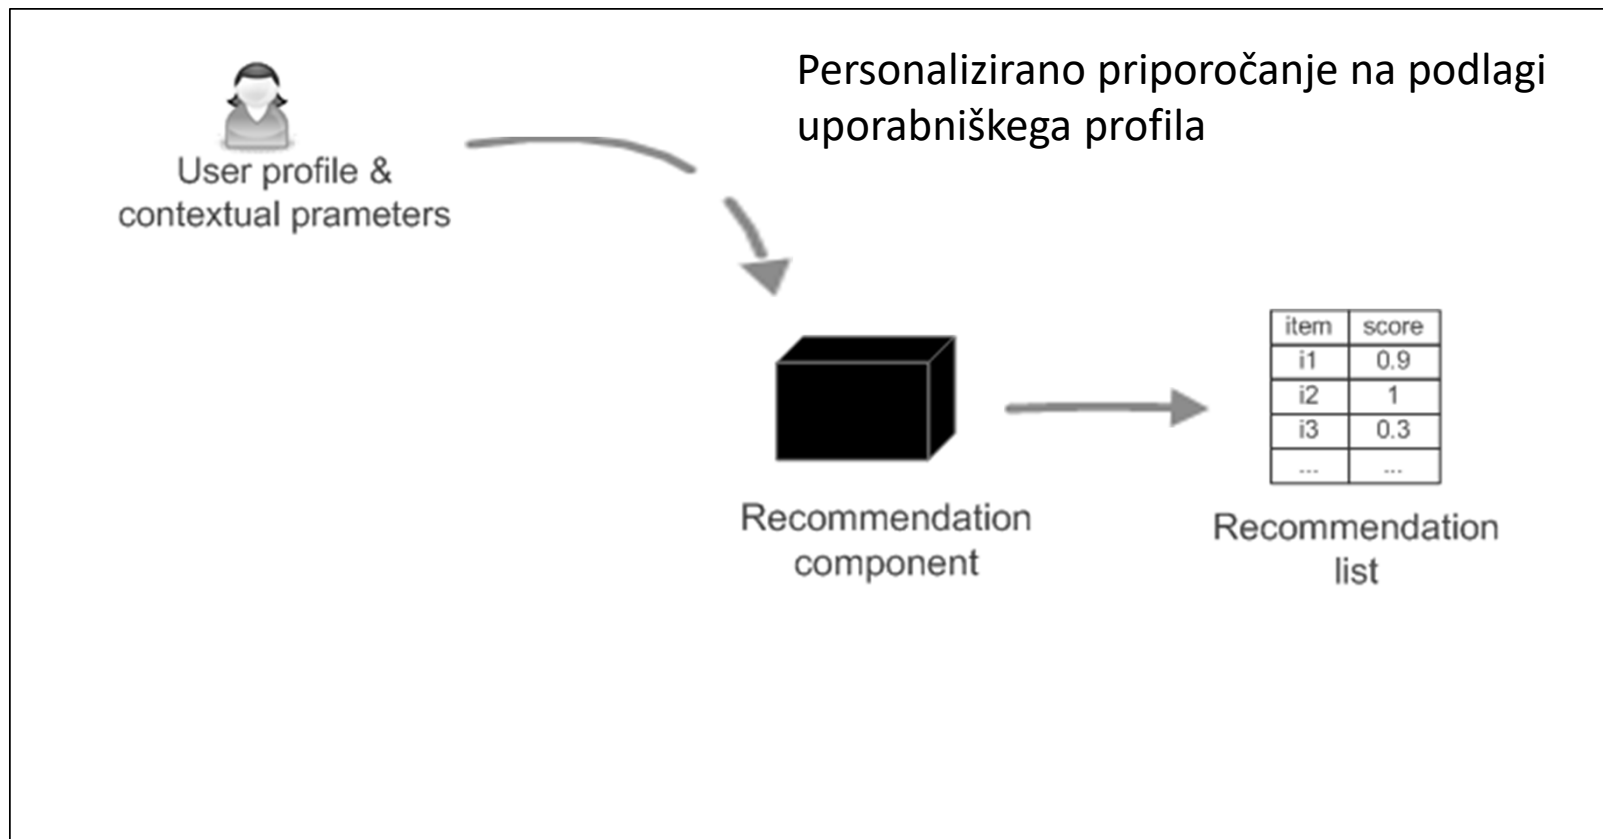 Personalizirano priporočanje na podlagi
uporabniškega profila
User profile &
contextual prameters
item score
i1 0.9
i2 1
i3 0.3
... ...
Recommendation
component
Recommendation
list